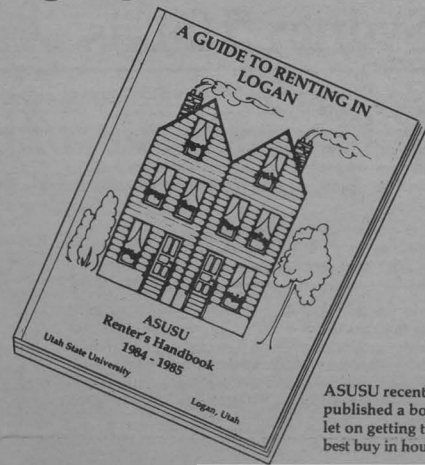 A GUIDE TO RENTING IN
LOGAN
ASUSU
Renter's Handbook
1984 - 1985
Utah State University
Logan, Utah
ASUSU recent
published a bo
let on getting t
best buy in hou